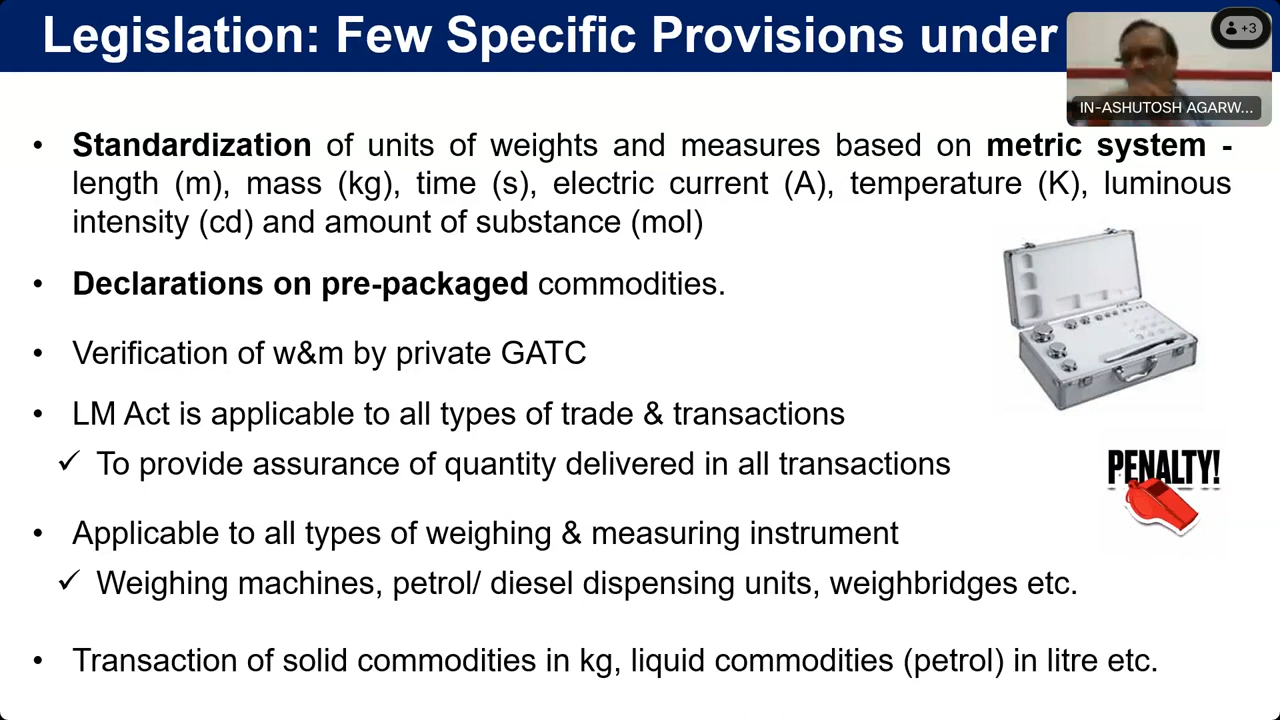 Legislation: Few Specific Provisions under
+3
IN-ASHUTOSH AGARW...
• Standardization of units of weights and measures based on metric system -
length (m), mass (kg), time (s), electric current (A), temperature (K), luminous
intensity (cd) and amount of substance (mol)
• Declarations on pre-packaged commodities.
• Verification of w&m by private GATC
• LM Act is applicable to all types of trade & transactions
✓ To provide assurance of quantity delivered in all transactions
PENALTY!
• Applicable to all types of weighing & measuring instrument
✓ Weighing machines, petrol/ diesel dispensing units, weighbridges etc.
• Transaction of solid commodities in kg, liquid commodities (petrol) in litre etc.